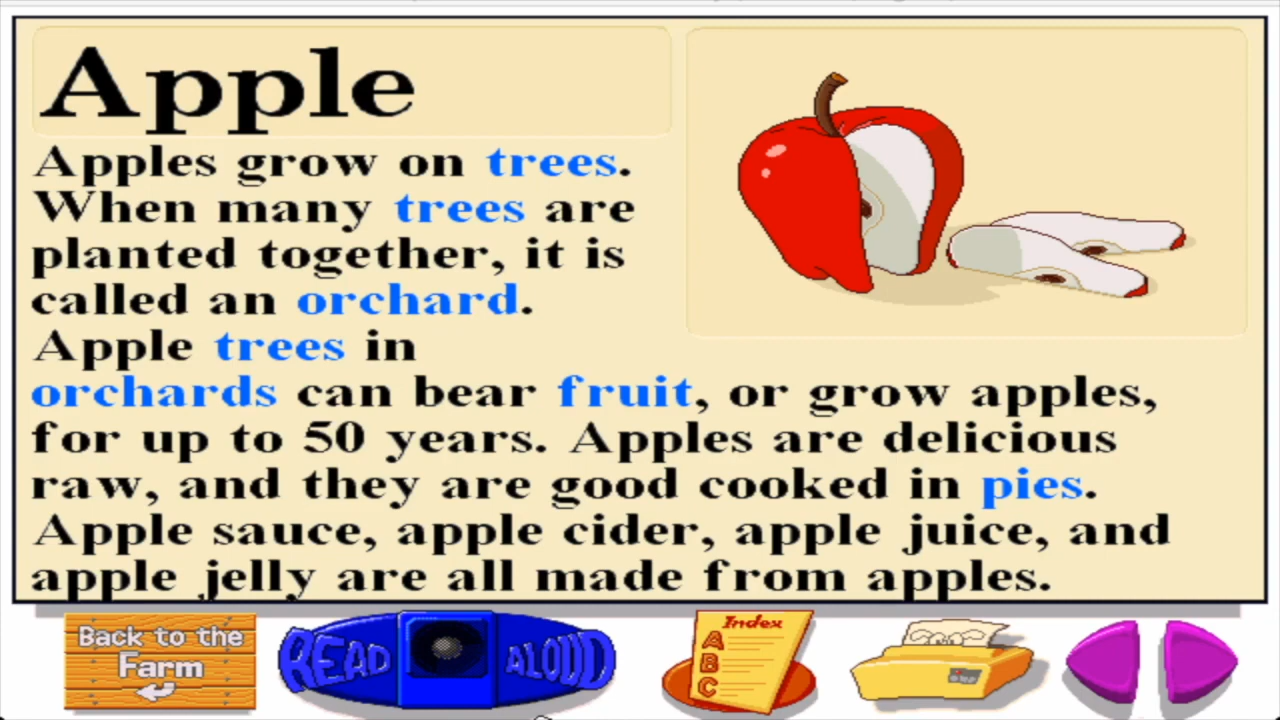 Apple
Apples grow on trees.
When many trees are
planted together, it is
called an orchard.
Apple trees in
orchards can bear fruit, or grow apples,
for up to 50 years. Apples are delicious
raw, and they are good cooked in pies.
Apple sauce, apple cider, apple juice, and
apple jelly are all made from apples.
Back to the
Farm
READ ALOUD
Index
A
B
C